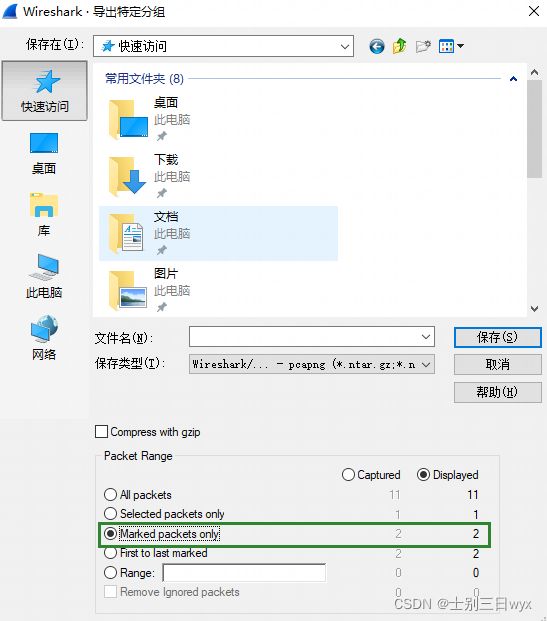 Wireshark · 导出特定分组
保存在(I): 快速访问
常用文件夹 (8)
快速访问
桌面
库
此电脑
网络
桌面
此电脑
下载
此电脑
文档
此电脑
图片
此电脑
文件名(N):
保存(S)
保存类型(T): Wireshark/... - pcapng (*.ntar.gz;*.n
取消
帮助(H)
Compress with gzip
Packet Range
Captured Displayed
All packets 11 11
Selected packets only 1 1
Marked packets only 2 2
First to last marked 2 2
Range: 0 0
Remove Ignored packets 0 0
CSDN @士别三日wyx